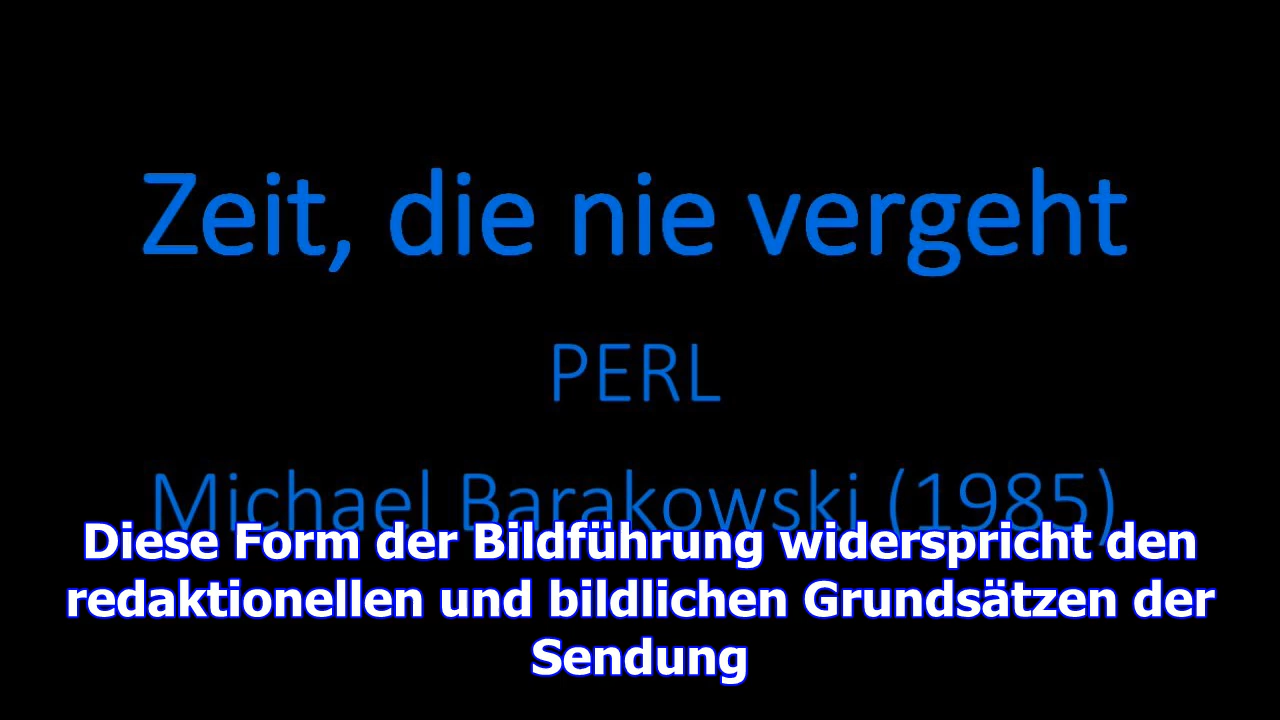 Zeit, die nie vergeht
PERL
Michael Barakowski (1985)
Diese Form der Bildführung widerspricht den
redaktionellen und bildlichen Grundsätzen der
Sendung